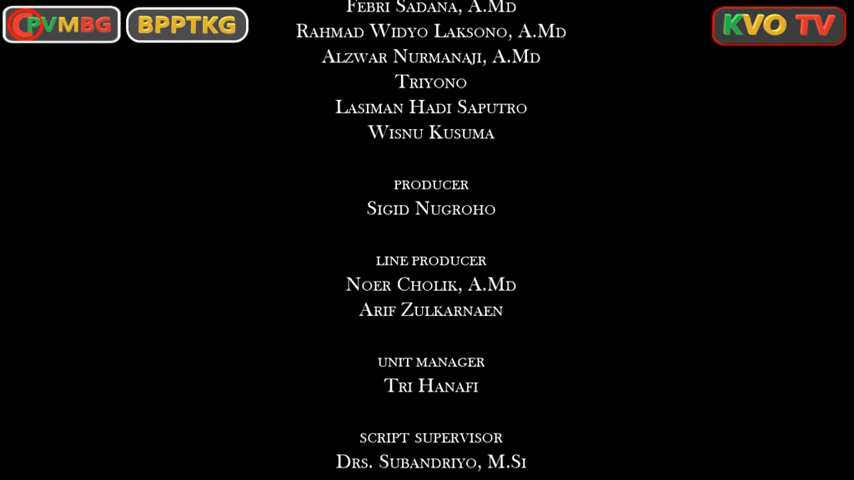 PVMBG
BPPTKG
KVO TV
FEBRI SADANA, A.MD
RAHMAD WIDYO LAKSONO, A.MD
ALZWAR NURMANAJI, A.MD
TRIYONO
LASIMAN HADI SAPUTRO
WISNU KUSUMA
PRODUCER
SIGID NUGROHO
LINE PRODUCER
NOER CHOLIK, A.MD
ARIF ZULKARNAEN
UNIT MANAGER
TRI HANAFI
SCRIPT SUPERVISOR
DRS. SUBANDRIYO, M.SI